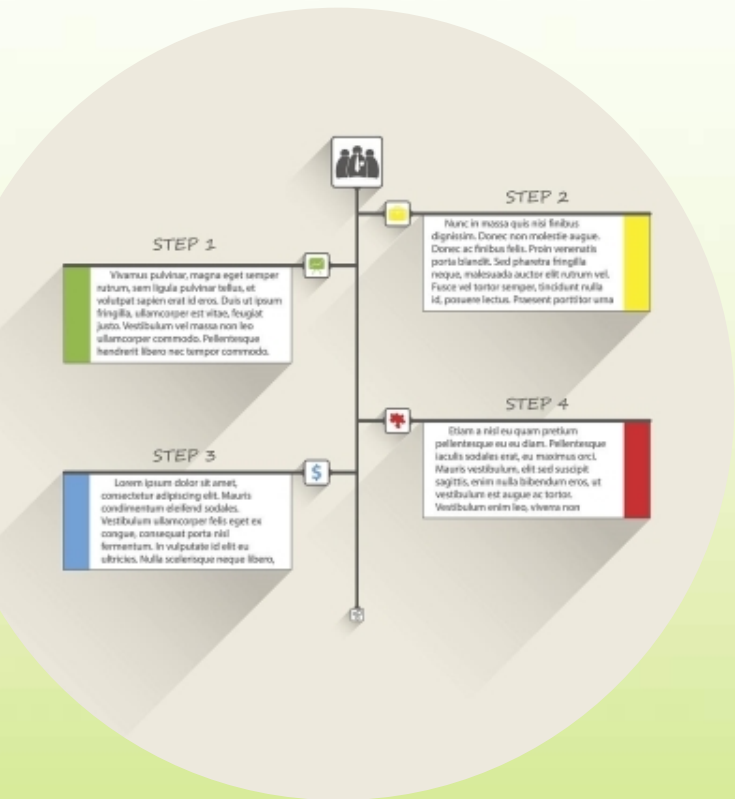 STEP 1
Vivamus pulvinar, magna eget semper
rutrum, sem ligula pulvinar tellus, et
volutpat sapien erat id eros. Duis ut ipsum
fringilla, ullamcorper est vitae, feugiat
justo. Vestibulum vel massa non leo
ullamcorper commodo. Pellentesque
hendrerit libero nec tempor commodo.
STEP 2
Nunc in massa quis nisi finibus
dignissim. Donec non molestie augue.
Donec ac finibus felis. Proin venenatis
porta blandit. Sed pharetra fringilla
neque, malesuada auctor elit rutrum vel.
Fusce vel tortor semper, tincidunt nulla
id, posuere lectus. Praesent porttitor urna
STEP 3
Lorem ipsum dolor sit amet,
consectetur adipiscing elit. Mauris
condimentum eleifend sodales.
Vestibulum ullamcorper felis eget ex
congue, consequat porta nisl
fermentum. In vulputate id elit eu
ultricies. Nulla scelerisque neque libero,
STEP 4
Etiam a nisl eu quam pretium
pellentesque eu eu diam. Pellentesque
iaculis sodales erat, eu maximus orci.
Mauris vestibulum, elit sed suscipit
sagittis, enim nulla bibendum eros, ut
vestibulum est augue ac tortor.
Vestibulum enim leo, viverra non
$